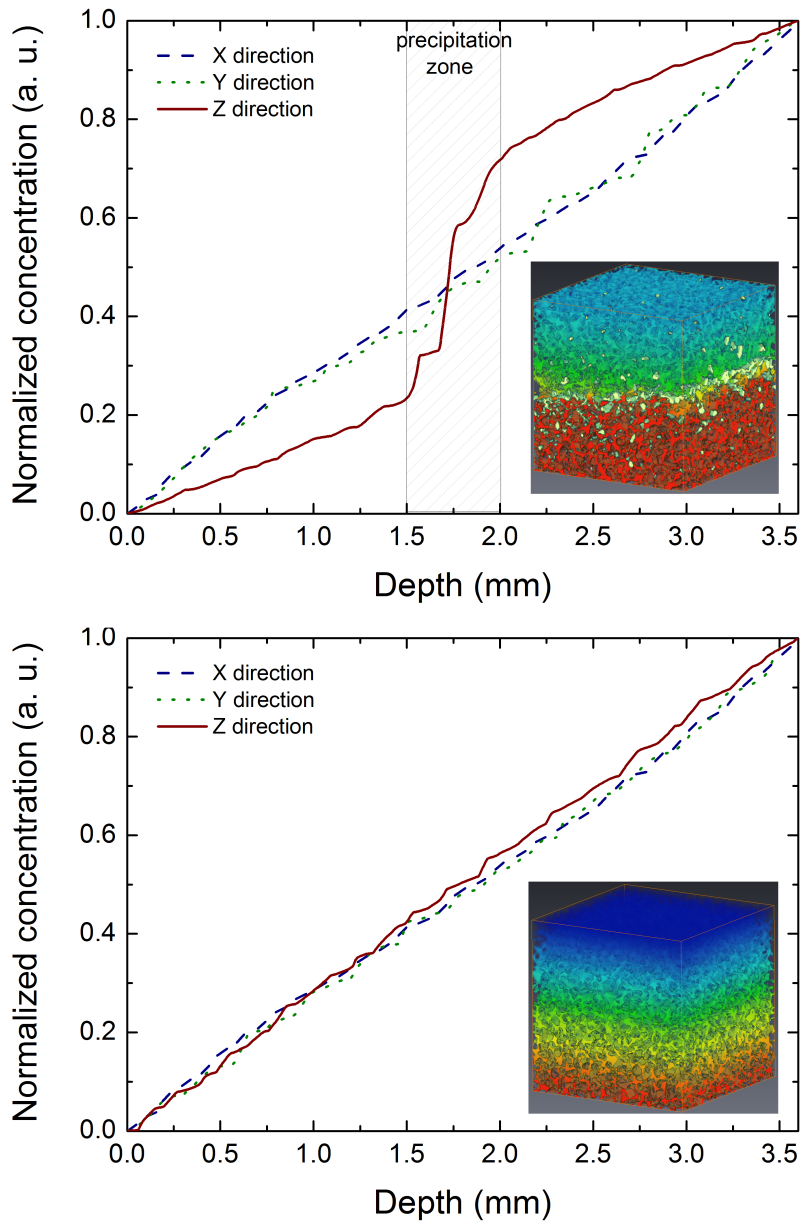 precipitation
zone
X direction
Y direction
Z direction
Normalized concentration (a. u.)
1.0
0.8
0.6
0.4
0.2
0.0
0.0 0.5 1.0 1.5 2.0 2.5 3.0 3.5
Depth (mm)
X direction
Y direction
Z direction
Normalized concentration (a. u.)
1.0
0.8
0.6
0.4
0.2
0.0
0.0 0.5 1.0 1.5 2.0 2.5 3.0 3.5
Depth (mm)